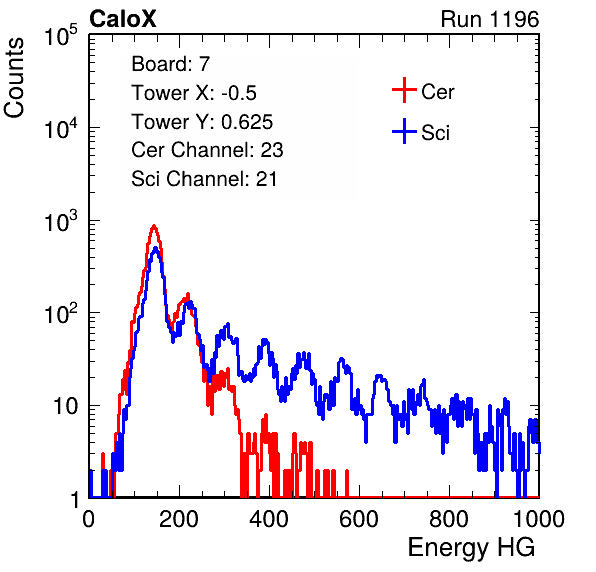 CaloX Run 1196
Counts
Board: 7
Tower X: -0.5
Tower Y: 0.625
Cer Channel: 23
Sci Channel: 21
Cer
Sci
10^5
10^4
10^3
10^2
10
1
0 200 400 600 800 1000
Energy HG